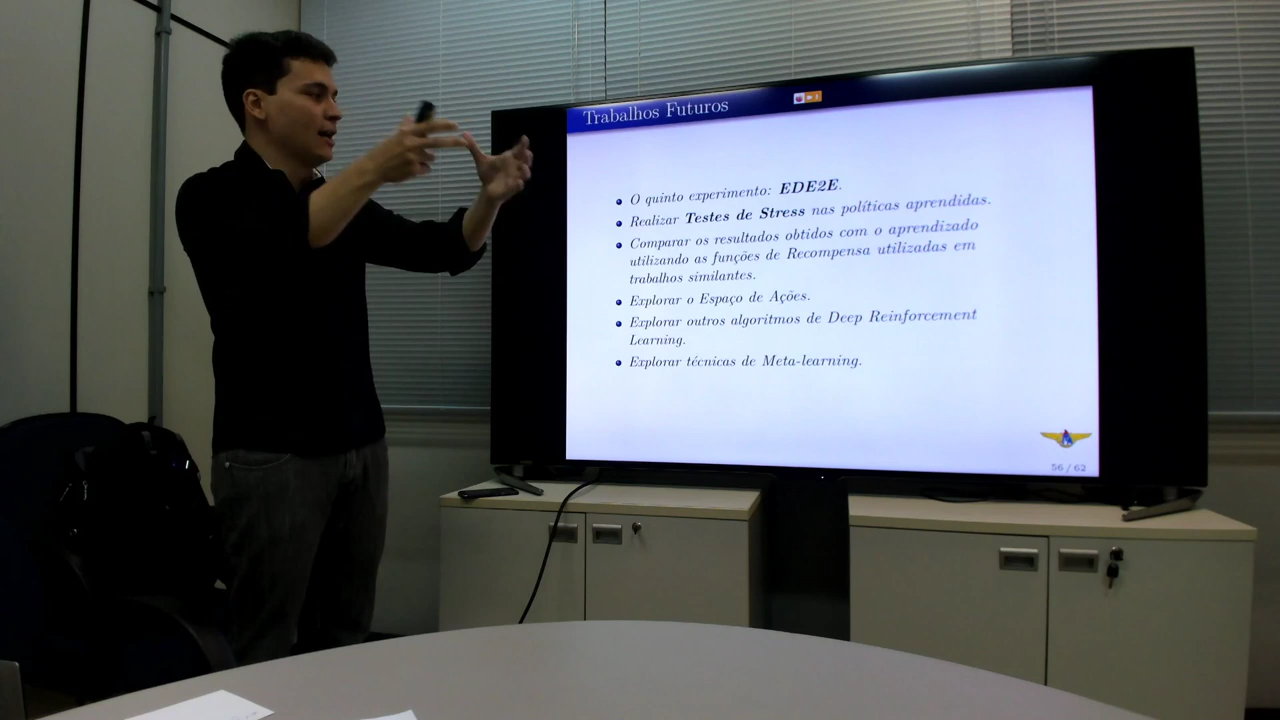 Trabalhos Futuros
O quinto experimento: EDE2E.
Realizar Testes de Stress nas políticas aprendidas.
Comparar os resultados obtidos com o aprendizado
utilizando as funções de Recompensa utilizadas em
trabalhos similantes.
Explorar o Espaço de Ações.
Explorar outros algoritmos de Deep Reinforcement
Learning.
Explorar técnicas de Meta-learning.
56 / 62